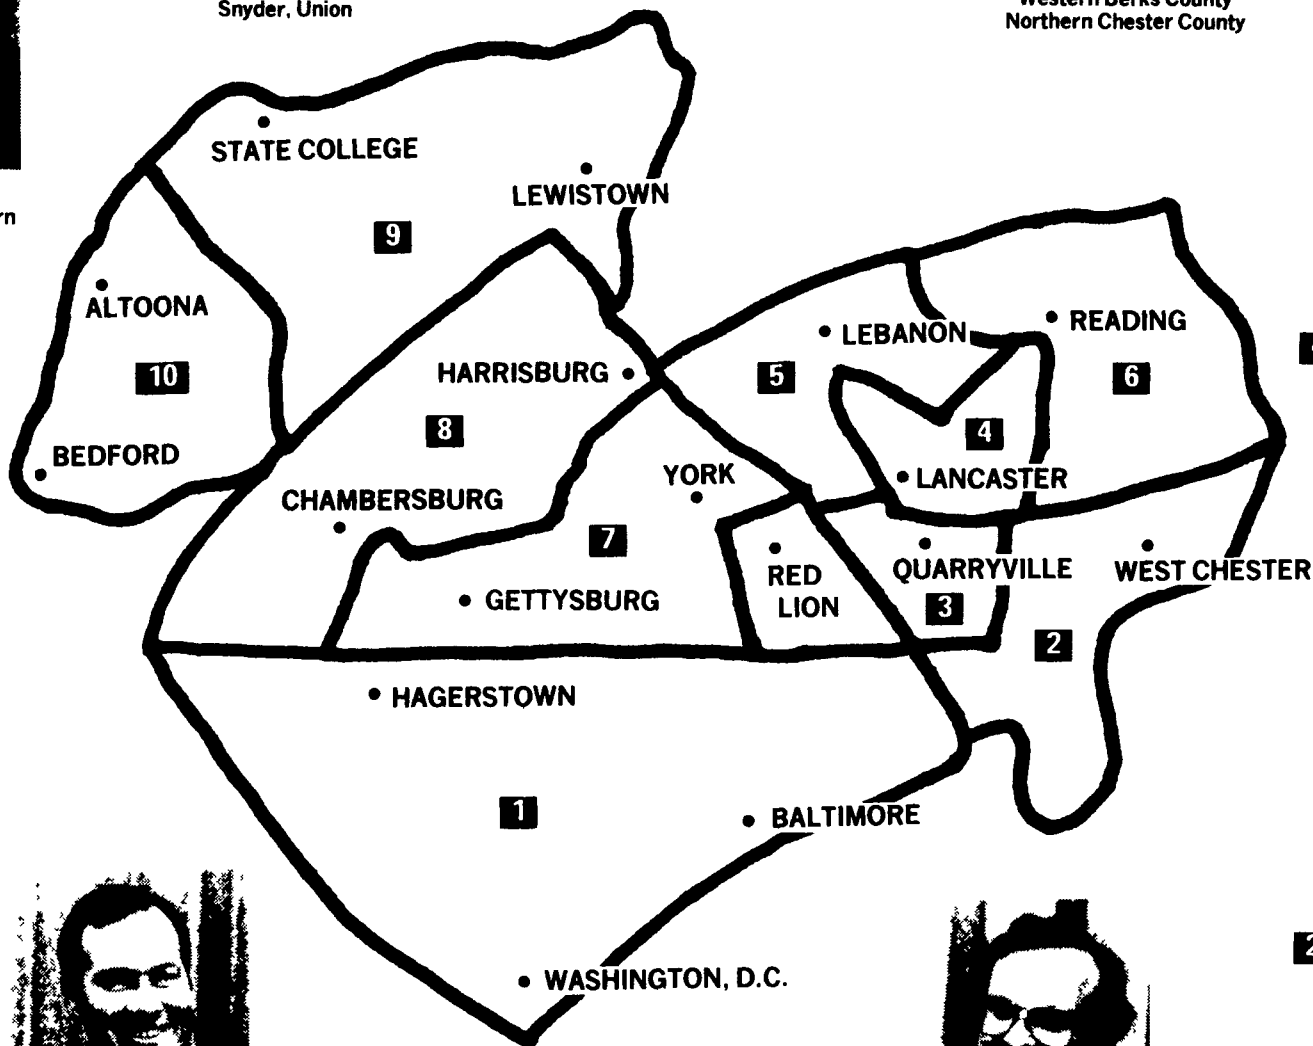 Snyder, Union
Western Berks County
Northern Chester County
STATE COLLEGE
LEWISTOWN
rn
9
ALTOONA
LEBANON
READING
HARRISBURG
10
5
6
8
4
BEDFORD
YORK
LANCASTER
CHAMBERSBURG
7
QUARRYVILLE
WEST CHESTER
RED
LION
GETTYSBURG
3
2
HAGERSTOWN
1
BALTIMORE
2
WASHINGTON, D.C.